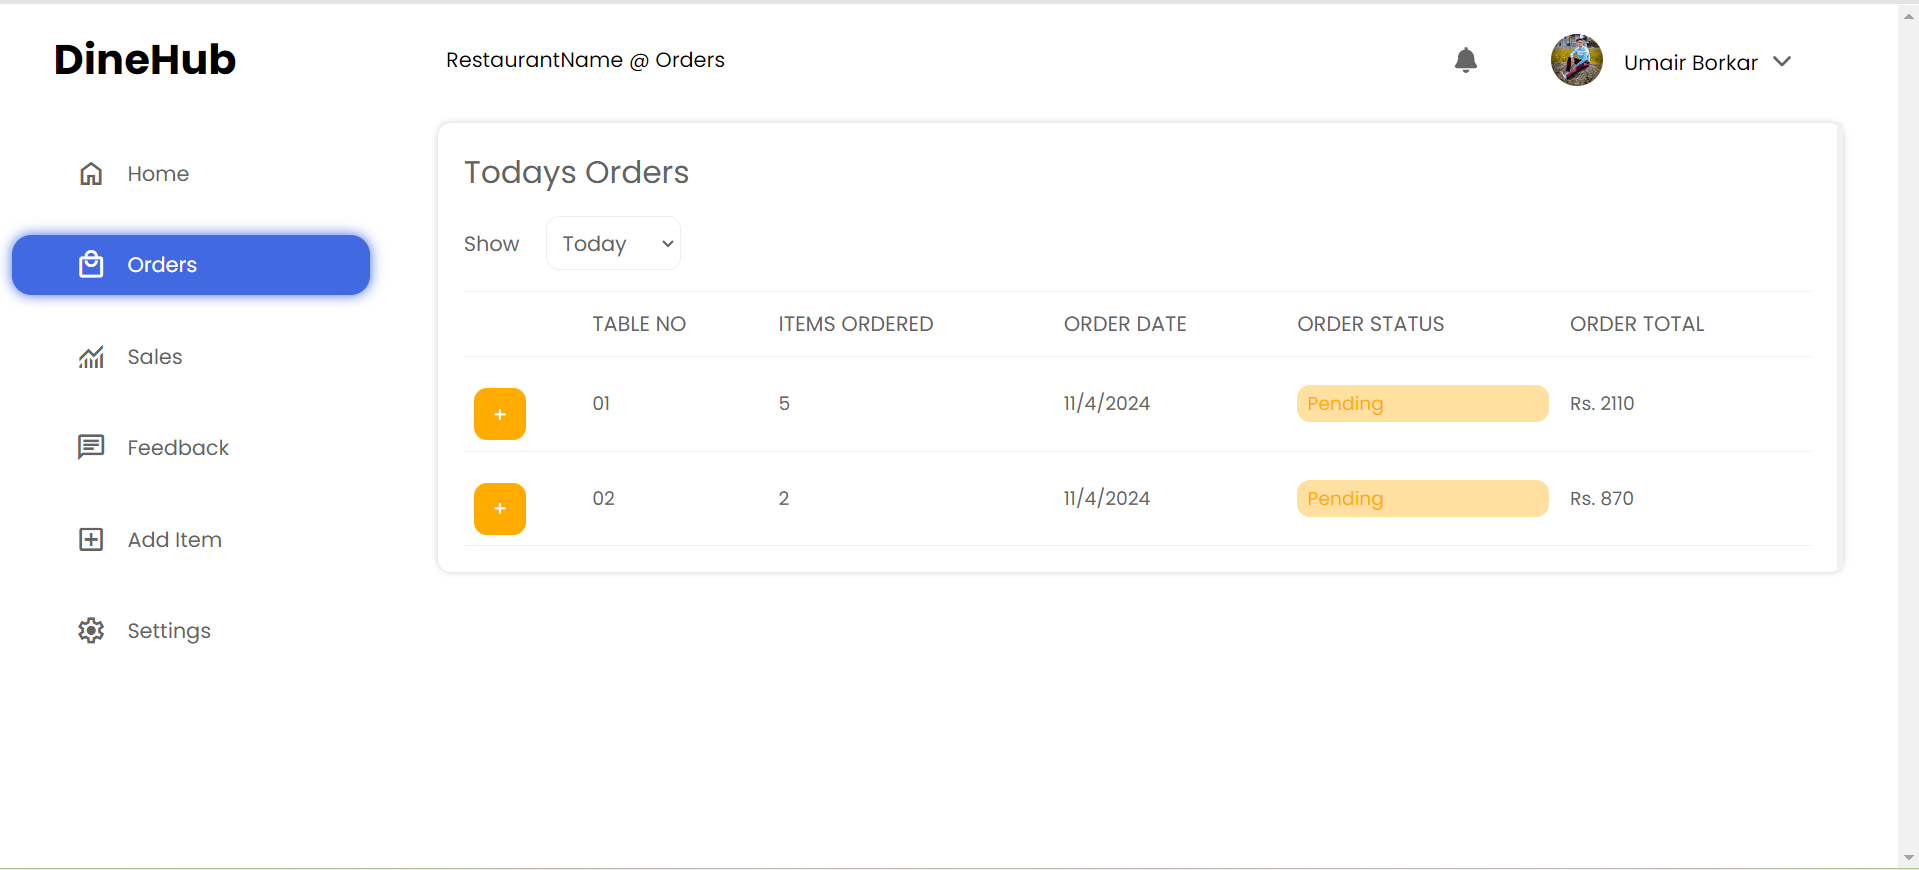 DineHub
RestaurantName @ Orders
Umair Borkar
Home
Orders
Sales
Feedback
Add Item
Settings
Todays Orders
Show Today
TABLE NO ITEMS ORDERED ORDER DATE ORDER STATUS ORDER TOTAL
+ 01 5 11/4/2024 Pending Rs. 2110
+ 02 2 11/4/2024 Pending Rs. 870